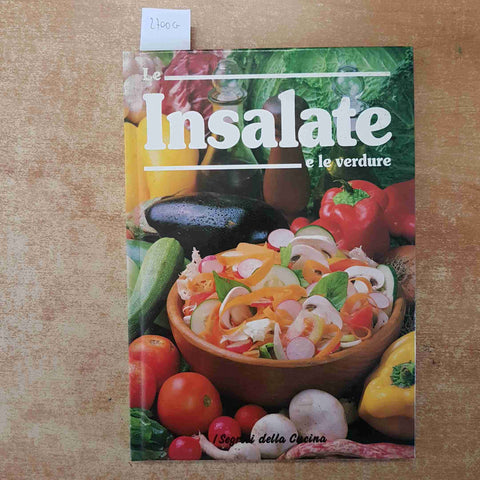 2700G
Le
Insalate
e le verdure
I Segreti della Cucina